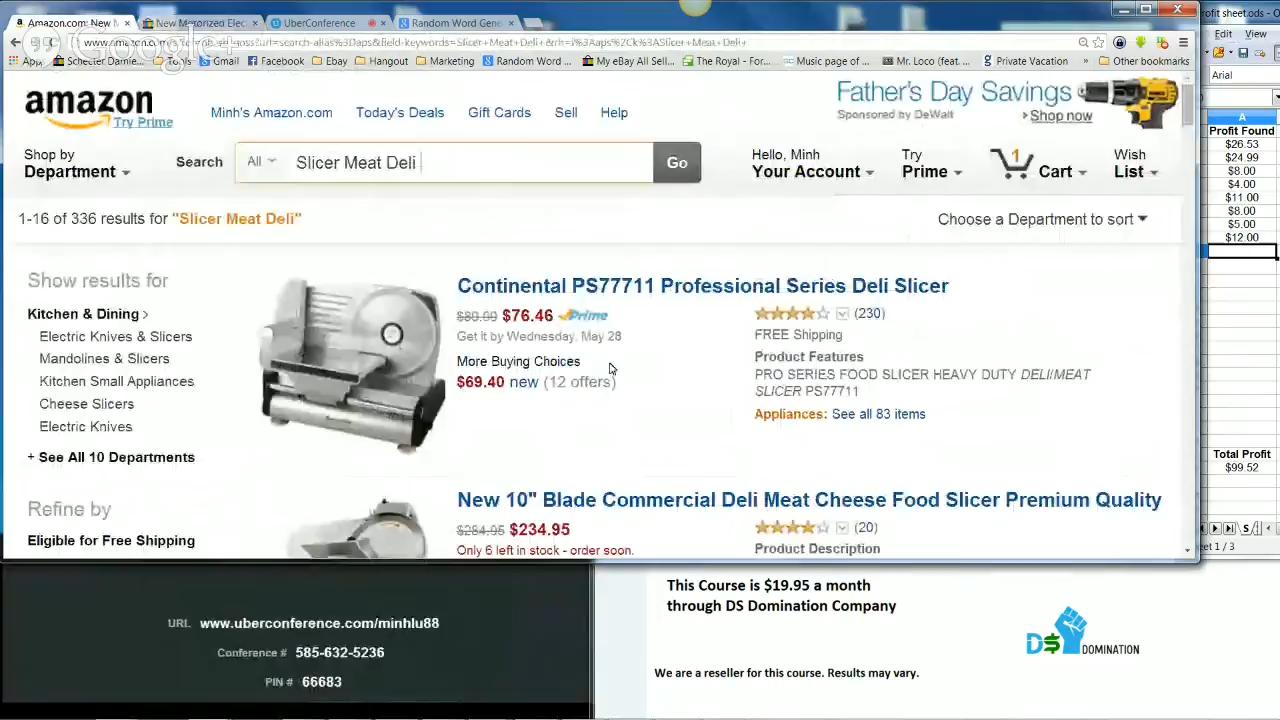 Amazon.com: New M
New Motorized Elec
UberConference
Random Word Gene
Google+
Schecter Damie
Gmail
Facebook
Ebay
Hangout
Marketing
Random Word ...
My eBay All Sell...
The Royal - For...
Music page of ...
Mr. Loco (feat. ...
Private Vacation
»
Other bookmarks
amazon
Try Prime
Minh's Amazon.com
Today's Deals
Gift Cards
Sell
Help
Father's Day Savings
Sponsored by DeWalt
Shop now
Shop by
Department
Search
All
Slicer Meat Deli
Go
Hello, Minh
Your Account
Try
Prime
1
Cart
Wish
List
1-16 of 336 results for "Slicer Meat Deli"
Choose a Department to sort
Show results for
Kitchen & Dining
Electric Knives & Slicers
Mandolines & Slicers
Kitchen Small Appliances
Cheese Slicers
Electric Knives
+ See All 10 Departments
Refine by
Eligible for Free Shipping
Continental PS77711 Professional Series Deli Slicer
$89.99 $76.46 Prime
Get it by Wednesday, May 28
More Buying Choices
$69.40 new (12 offers)
(230)
FREE Shipping
Product Features
PRO SERIES FOOD SLICER HEAVY DUTY DELI/MEAT
SLICER PS77711
Appliances: See all 83 items
New 10" Blade Commercial Deli Meat Cheese Food Slicer Premium Quality
$284.95 $234.95
Only 6 left in stock - order soon.
(20)
Product Description
rofit sheet.ods - O
Edit View
Arial
A
Profit Found
$26.53
$24.99
$8.00
$4.00
$11.00
$8.00
$5.00
$12.00
Total Profit
$99.52
eet 1 / 3
URL www.uberconference.com/minhlu88
Conference # 585-632-5236
PIN # 66683
This Course is $19.95 a month
through DS Domination Company
D$ DOMINATION
We are a reseller for this course. Results may vary.